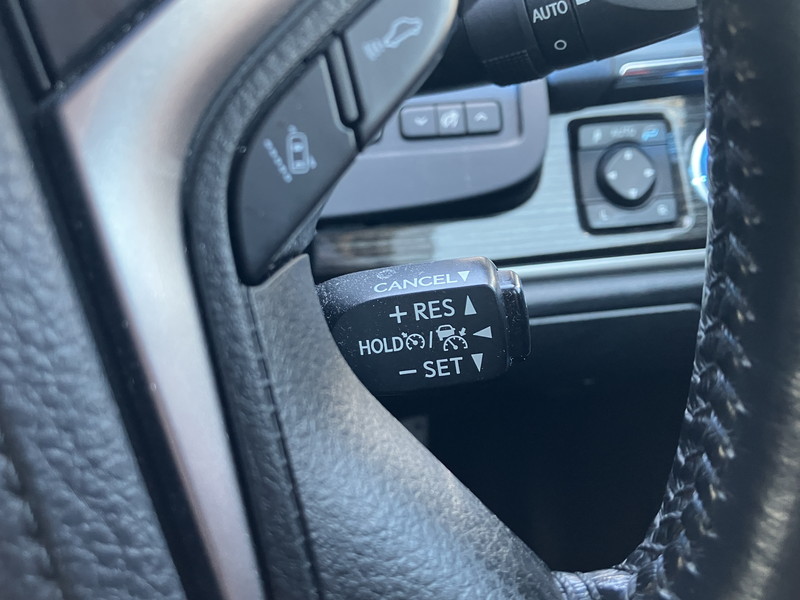 AUTO
CANCEL▼
+ RES ▲
HOLD / ◄
− SET ▼
L